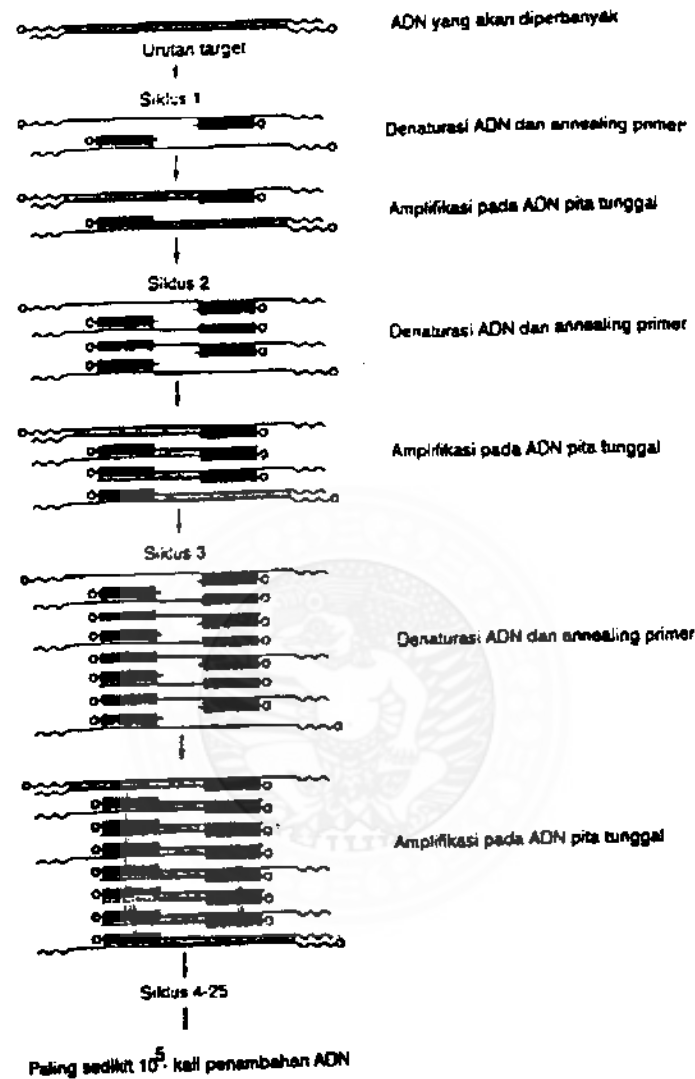 ADN yang akan diperbanyak
Urutan target
Siklus 1
Denaturasi ADN dan annealing primer
Amplifikasi pada ADN pita tunggal
Siklus 2
Denaturasi ADN dan annealing primer
Amplifikasi pada ADN pita tunggal
Siklus 3
Denaturasi ADN dan annealing primer
Amplifikasi pada ADN pita tunggal
Siklus 4-25
Paling sedikit 10⁵· kali penambahan ADN